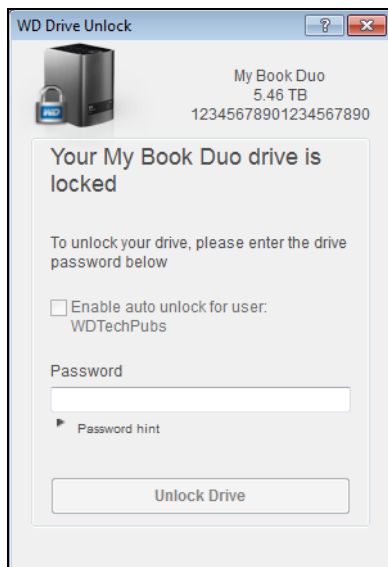 WD Drive Unlock
?
My Book Duo
5.46 TB
12345678901234567890
WD
Your My Book Duo drive is
locked
To unlock your drive, please enter the drive
password below
Enable auto unlock for user:
WDTechPubs
Password
Password hint
Unlock Drive